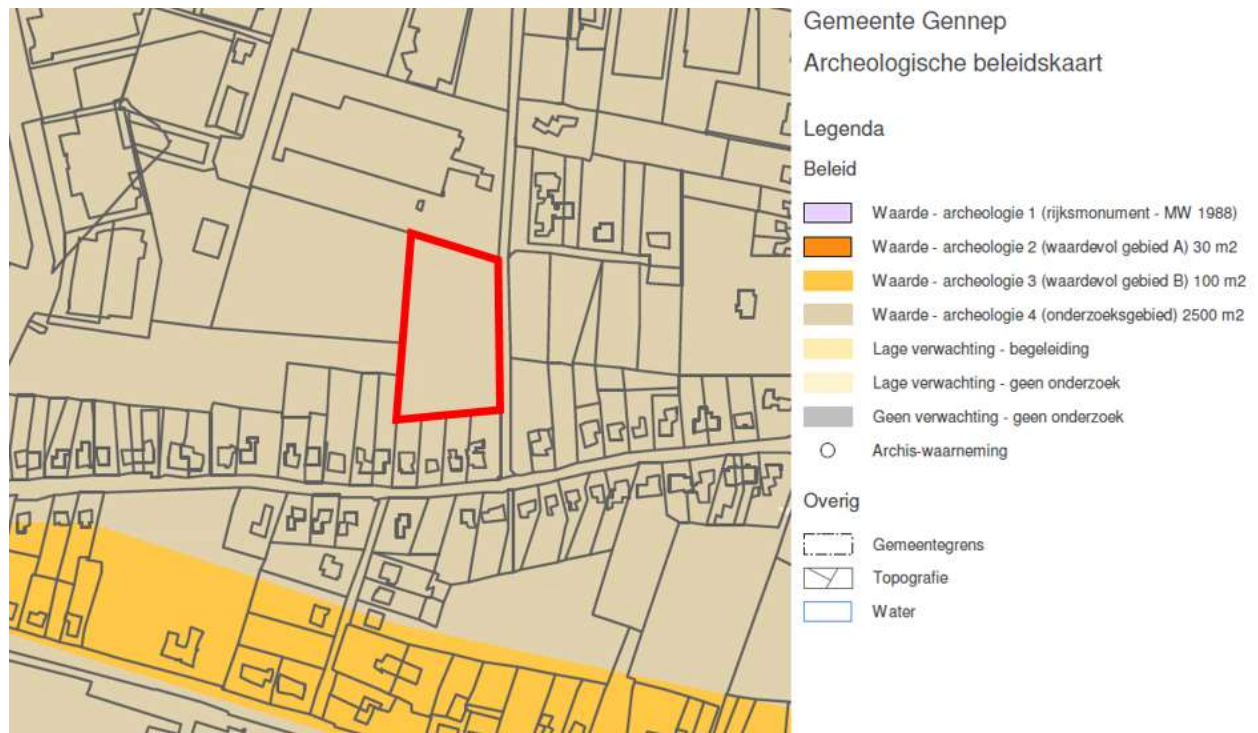 Gemeente Gennep
Archeologische beleidskaart
Legenda
Beleid
Waarde - archeologie 1 (rijksmonument - MW 1988)
Waarde - archeologie 2 (waardevol gebied A) 30 m2
Waarde - archeologie 3 (waardevol gebied B) 100 m2
Waarde - archeologie 4 (onderzoeksgebied) 2500 m2
Lage verwachting - begeleiding
Lage verwachting - geen onderzoek
Geen verwachting - geen onderzoek
Archis-waarneming
Overig
Gemeentegrens
Topografie
Water